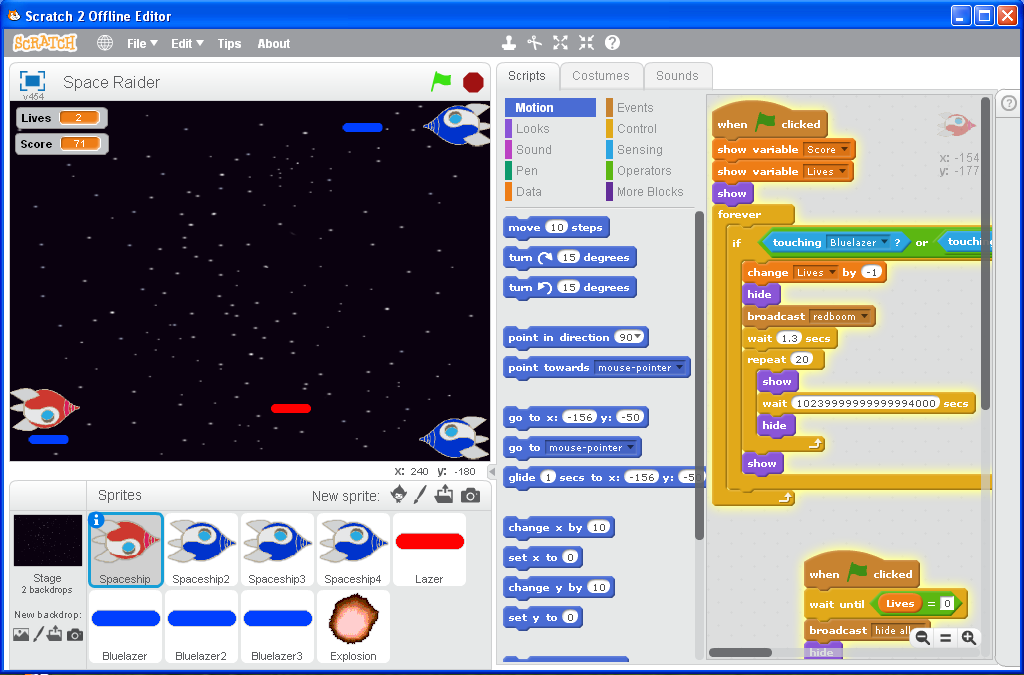 Scratch 2 Offline Editor
SCRATCH File Edit Tips About
v454 Space Raider
Lives 2
Score 71
X: 240 y: -180
Sprites New sprite:
Stage
2 backdrops
New backdrop:
Spaceship Spaceship2 Spaceship3 Spaceship4 Lazer
Bluelazer Bluelazer2 Bluelazer3 Explosion
Scripts Costumes Sounds
Motion Events
Looks Control
Sound Sensing
Pen Operators
Data More Blocks
move 10 steps
turn 15 degrees
turn 15 degrees
point in direction 90
point towards mouse-pointer
go to x: -156 y: -50
go to mouse-pointer
glide 1 secs to x: -156 y: -5
change x by 10
set x to 0
change y by 10
set y to 0
x: -154
y: -177
when clicked
show variable Score
show variable Lives
show
forever
if touching Bluelazer ? or touchin
change Lives by -1
hide
broadcast redboom
wait 1.3 secs
repeat 20
show
wait 10239999999999994000 secs
hide
show
when clicked
wait until Lives = 0
broadcast hide all
hide